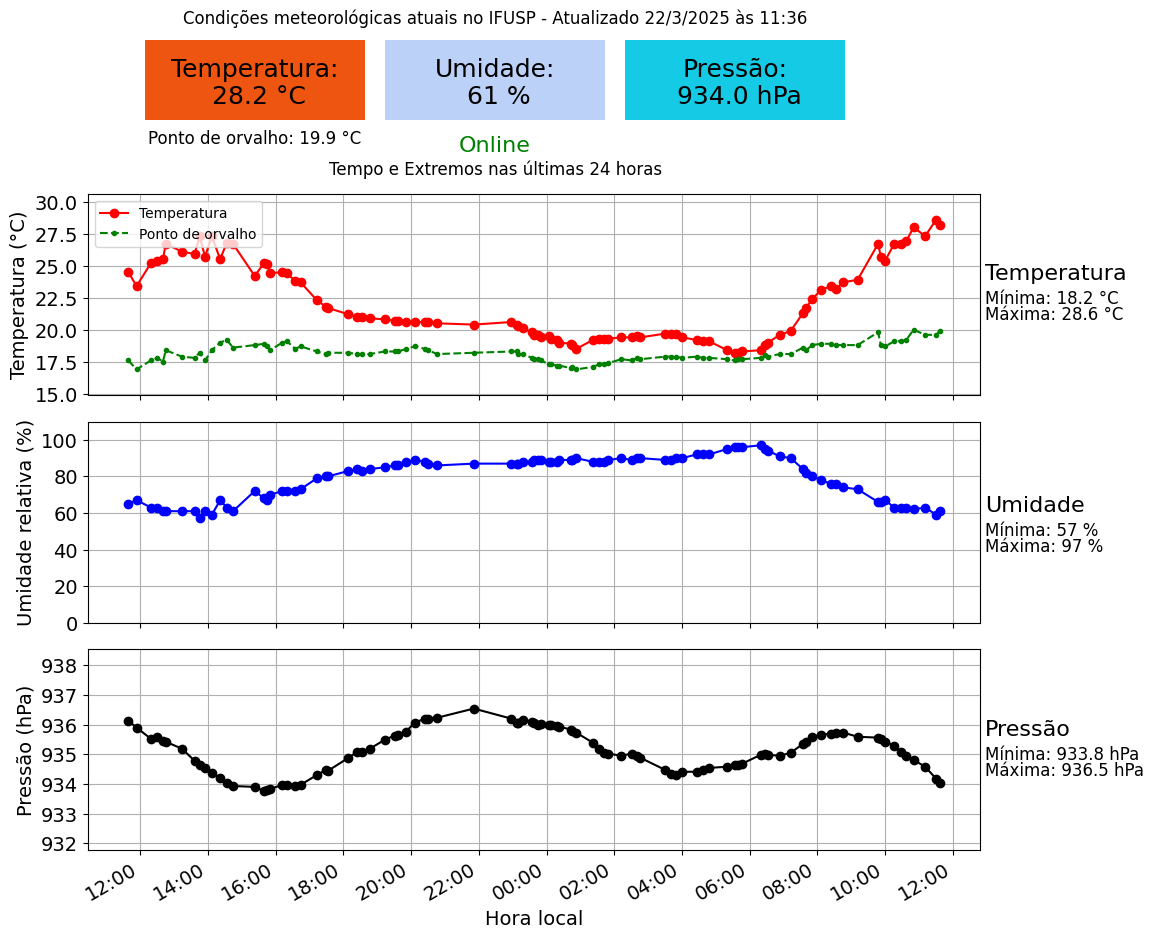 Condições meteorológicas atuais no IFUSP - Atualizado 22/3/2025 às 11:36
Temperatura:
28.2 °C
Umidade:
61 %
Pressão:
934.0 hPa
Ponto de orvalho: 19.9 °C
Online
Tempo e Extremos nas últimas 24 horas
Temperatura (°C)
30.0
27.5
25.0
22.5
20.0
17.5
15.0
Temperatura
Ponto de orvalho
Temperatura
Mínima: 18.2 °C
Máxima: 28.6 °C
Umidade relativa (%)
100
80
60
40
20
0
Umidade
Mínima: 57 %
Máxima: 97 %
Pressão (hPa)
938
937
936
935
934
933
932
Pressão
Mínima: 933.8 hPa
Máxima: 936.5 hPa
12:00 14:00 16:00 18:00 20:00 22:00 00:00 02:00 04:00 06:00 08:00 10:00 12:00
Hora local